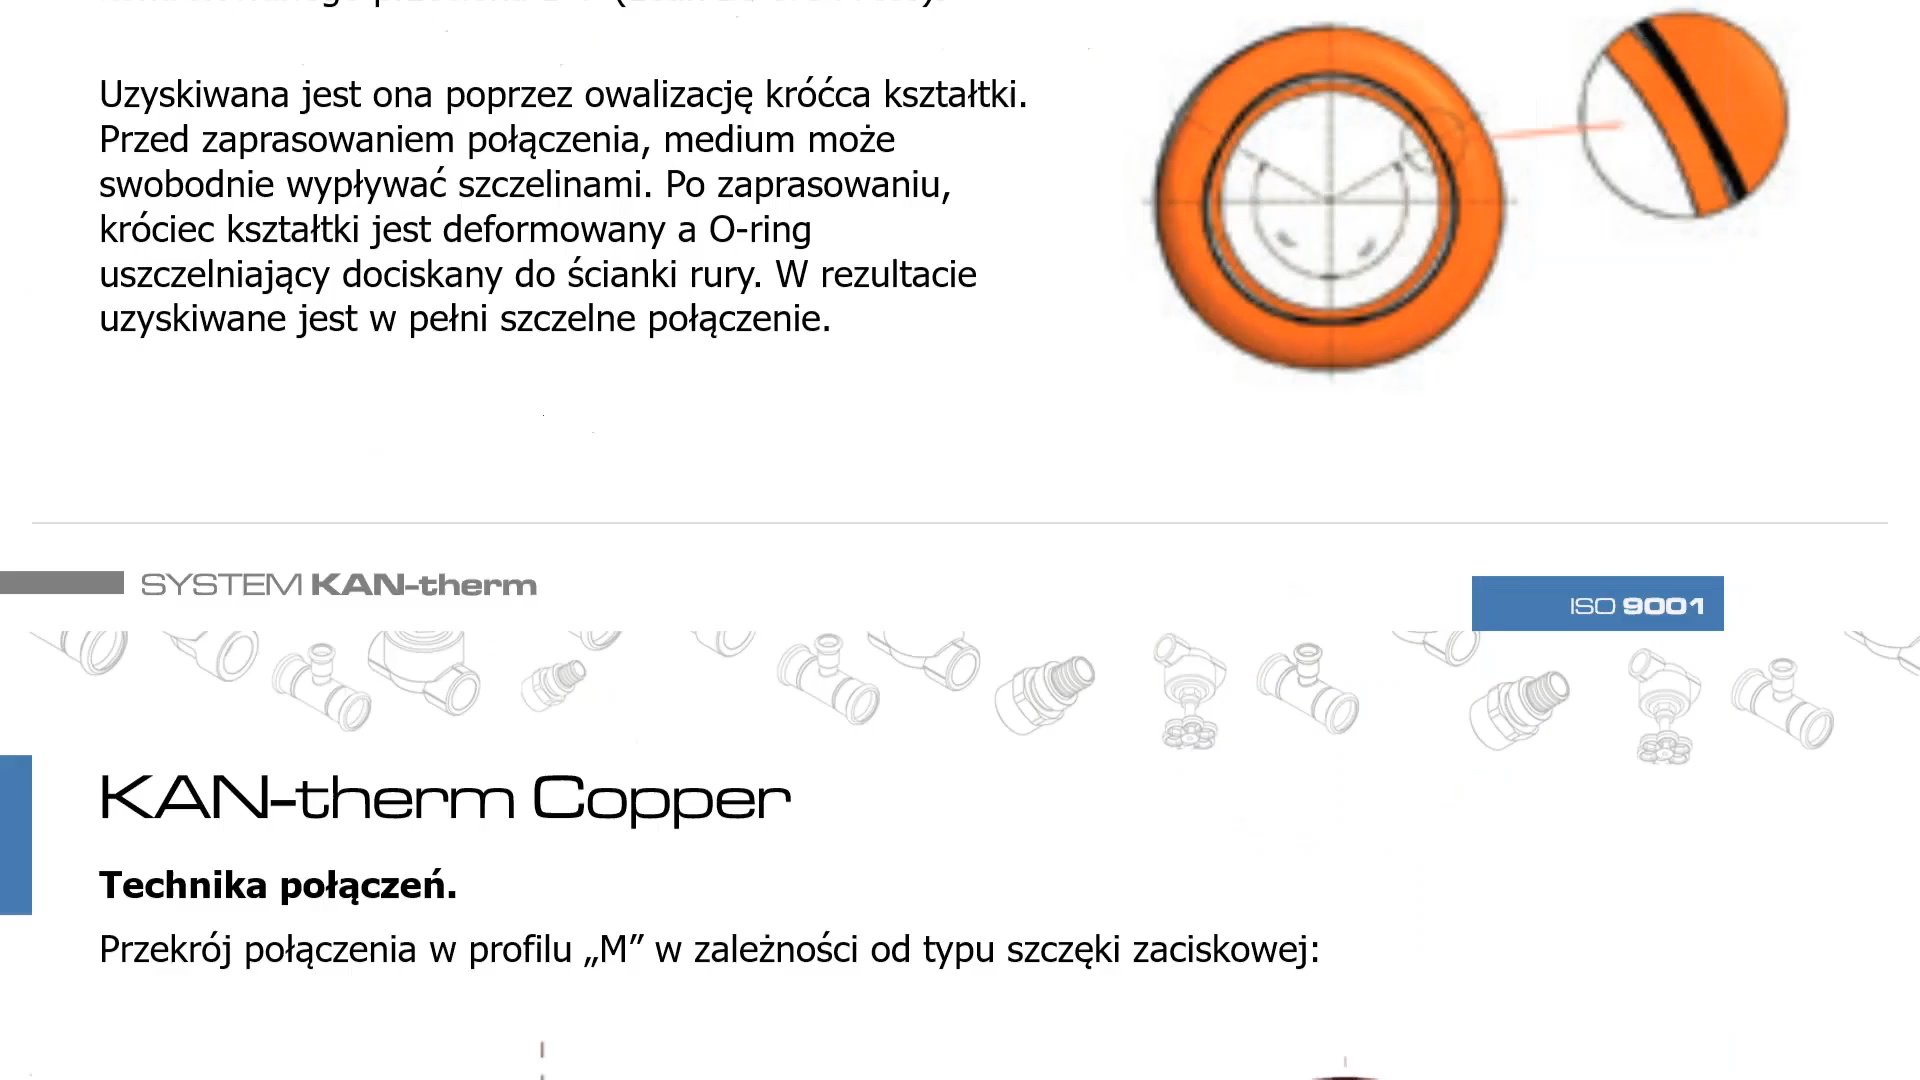 Uzyskiwana jest ona poprzez owalizację króćca kształtki.
Przed zaprasowaniem połączenia, medium może
swobodnie wypływać szczelinami. Po zaprasowaniu,
króciec kształtki jest deformowany a O-ring
uszczelniający dociskany do ścianki rury. W rezultacie
uzyskiwane jest w pełni szczelne połączenie.
SYSTEM KAN-therm
ISO 9001
KAN-therm Copper
Technika połączeń.
Przekrój połączenia w profilu „M” w zależności od typu szczęki zaciskowej: